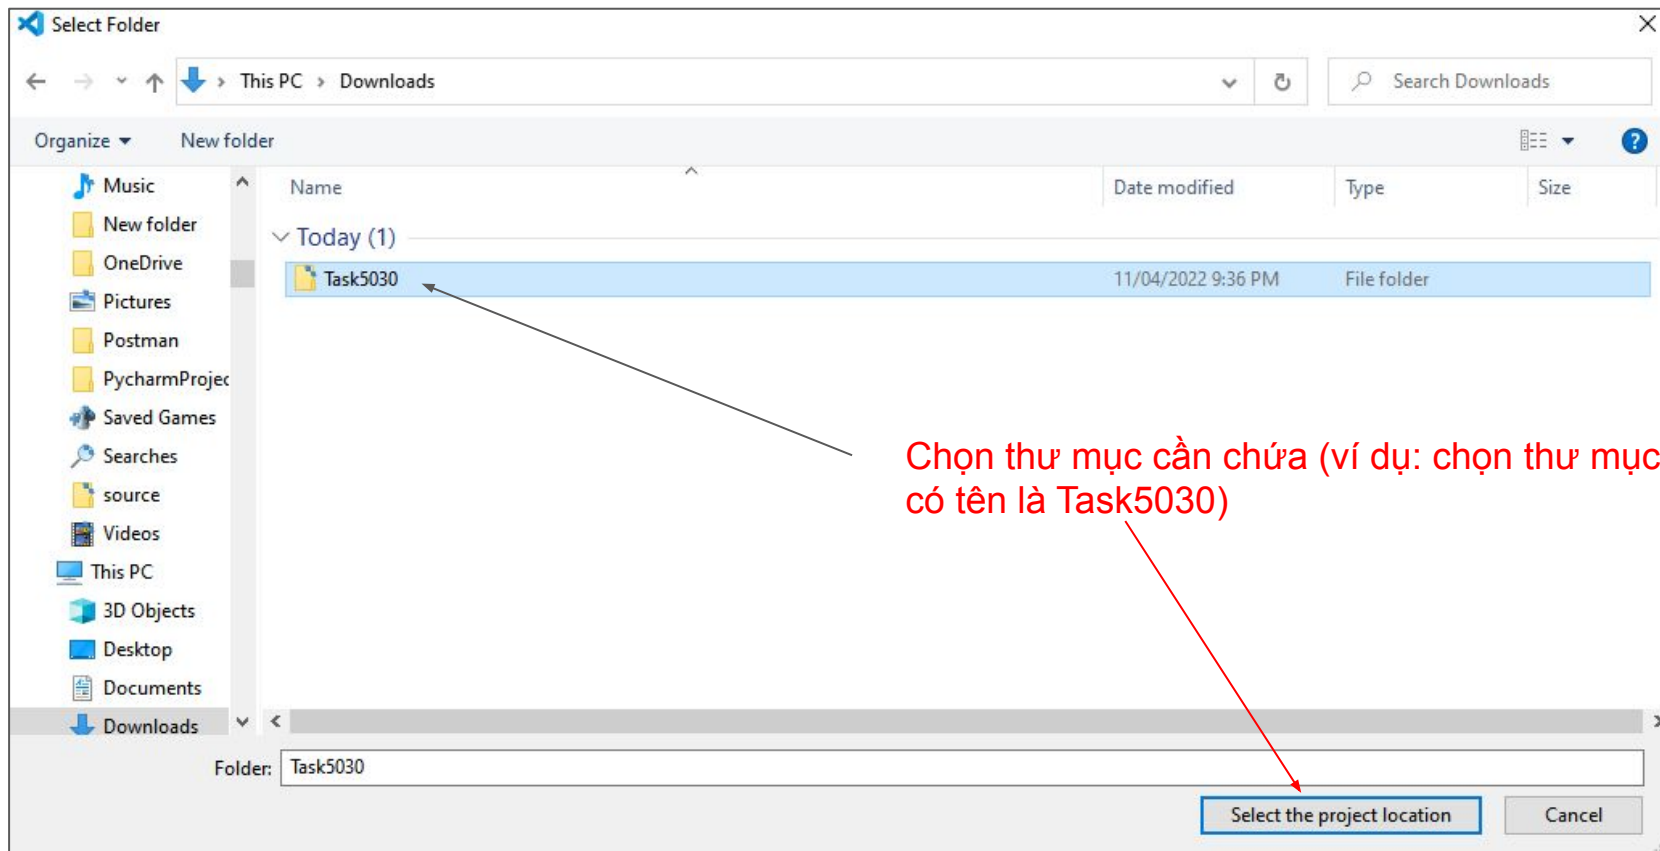 Select Folder
This PC > Downloads
Search Downloads
Organize
New folder
Name
Date modified
Type
Size
Today (1)
Task5030
11/04/2022 9:36 PM
File folder
Music
New folder
OneDrive
Pictures
Postman
PycharmProjec
Saved Games
Searches
source
Videos
This PC
3D Objects
Desktop
Documents
Downloads
Chọn thư mục cần chứa (ví dụ: chọn thư mục
có tên là Task5030)
Folder: Task5030
Select the project location
Cancel